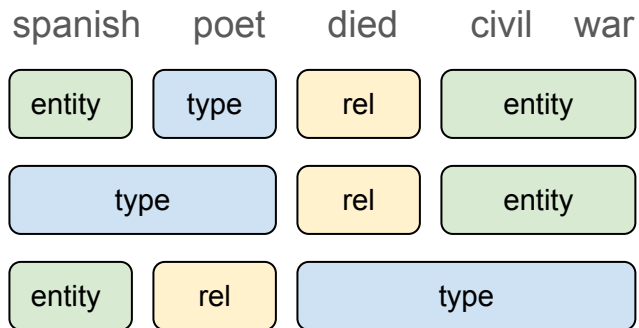 spanish poet died civil war
entity type rel entity
type rel entity
entity rel type